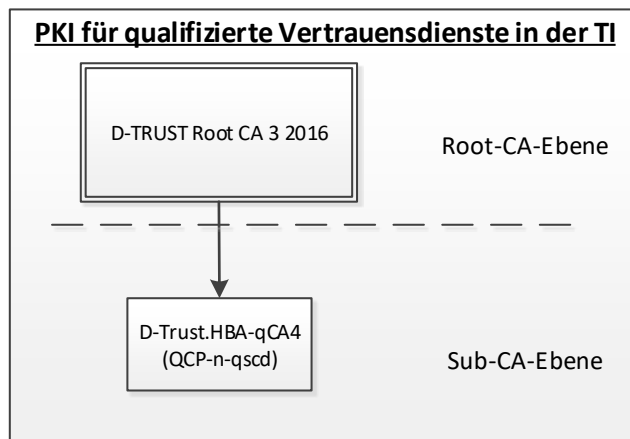 PKI für qualifizierte Vertrauensdienste in der TI
D-TRUST Root CA 3 2016
Root-CA-Ebene
D-Trust.HBA-qCA4
(QCP-n-qscd)
Sub-CA-Ebene